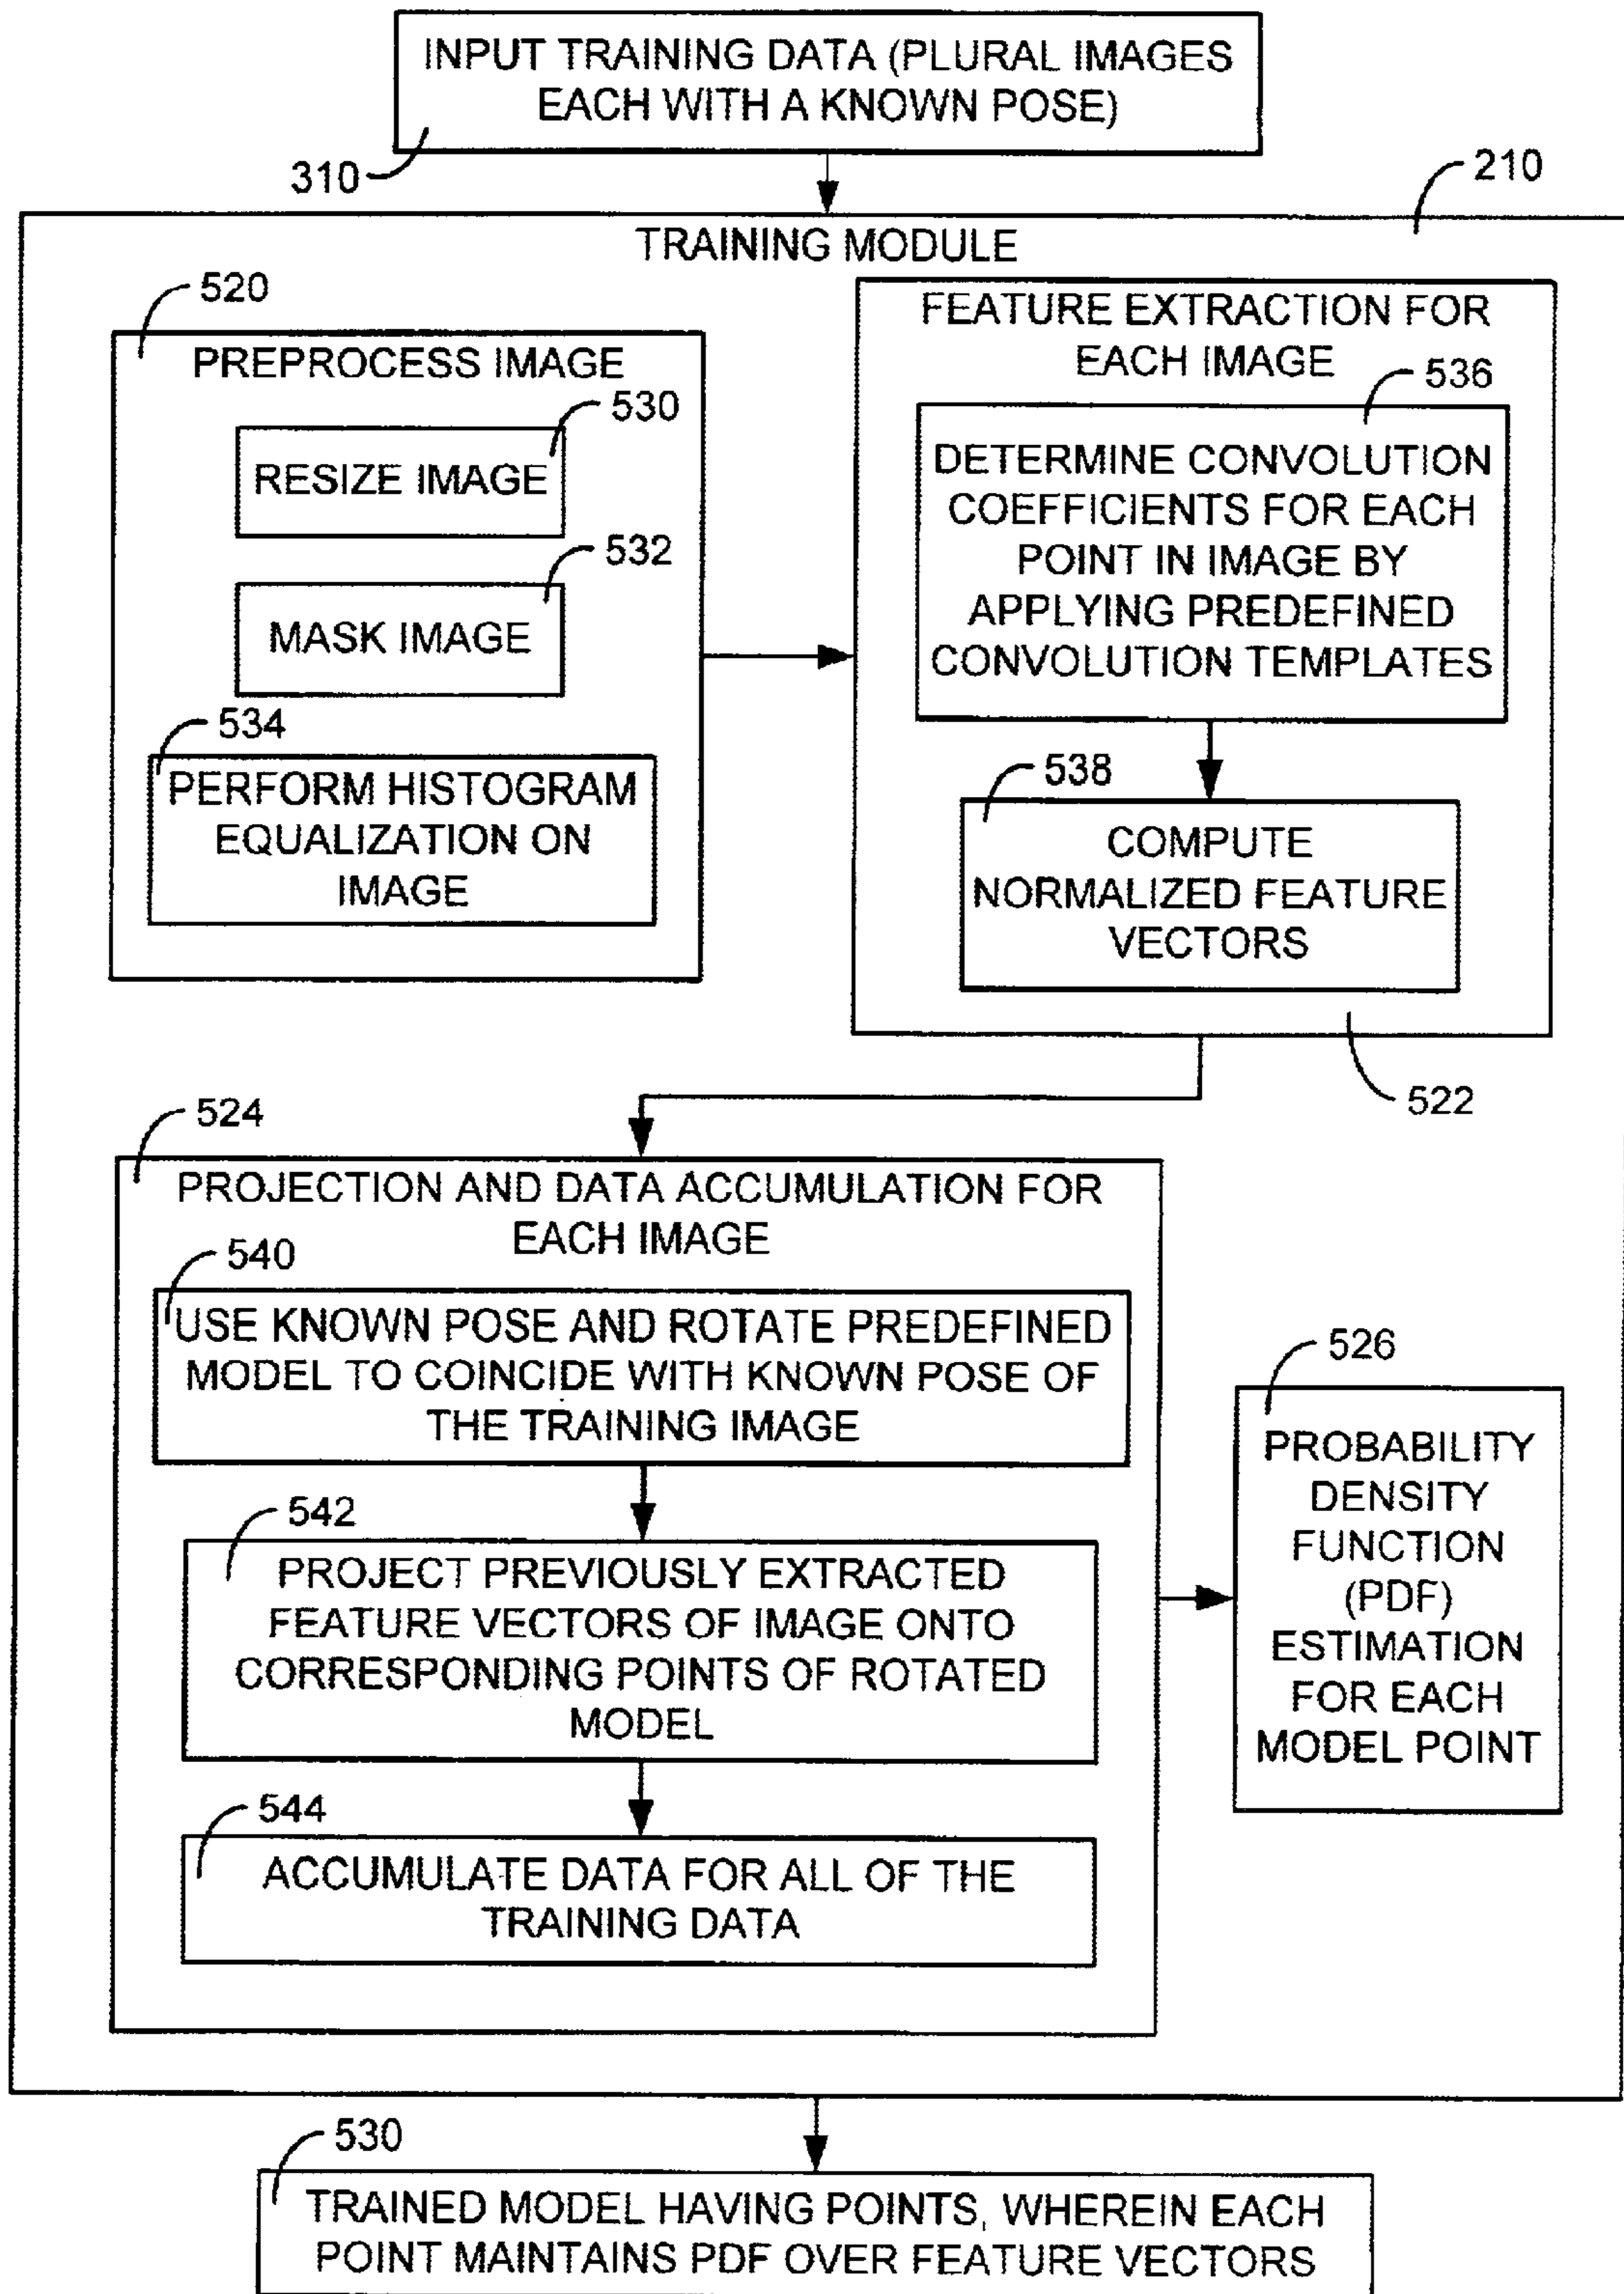 INPUT TRAINING DATA (PLURAL IMAGES
EACH WITH A KNOWN POSE)
310
210
TRAINING MODULE
520
PREPROCESS IMAGE
530
RESIZE IMAGE
532
MASK IMAGE
534
PERFORM HISTOGRAM
EQUALIZATION ON
IMAGE
FEATURE EXTRACTION FOR
EACH IMAGE
536
DETERMINE CONVOLUTION
COEFFICIENTS FOR EACH
POINT IN IMAGE BY
APPLYING PREDEFINED
CONVOLUTION TEMPLATES
538
COMPUTE
NORMALIZED FEATURE
VECTORS
522
524
PROJECTION AND DATA ACCUMULATION FOR
EACH IMAGE
540
USE KNOWN POSE AND ROTATE PREDEFINED
MODEL TO COINCIDE WITH KNOWN POSE OF
THE TRAINING IMAGE
542
PROJECT PREVIOUSLY EXTRACTED
FEATURE VECTORS OF IMAGE ONTO
CORRESPONDING POINTS OF ROTATED
MODEL
544
ACCUMULATE DATA FOR ALL OF THE
TRAINING DATA
526
PROBABILITY
DENSITY
FUNCTION
(PDF)
ESTIMATION
FOR EACH
MODEL POINT
530
TRAINED MODEL HAVING POINTS, WHEREIN EACH
POINT MAINTAINS PDF OVER FEATURE VECTORS